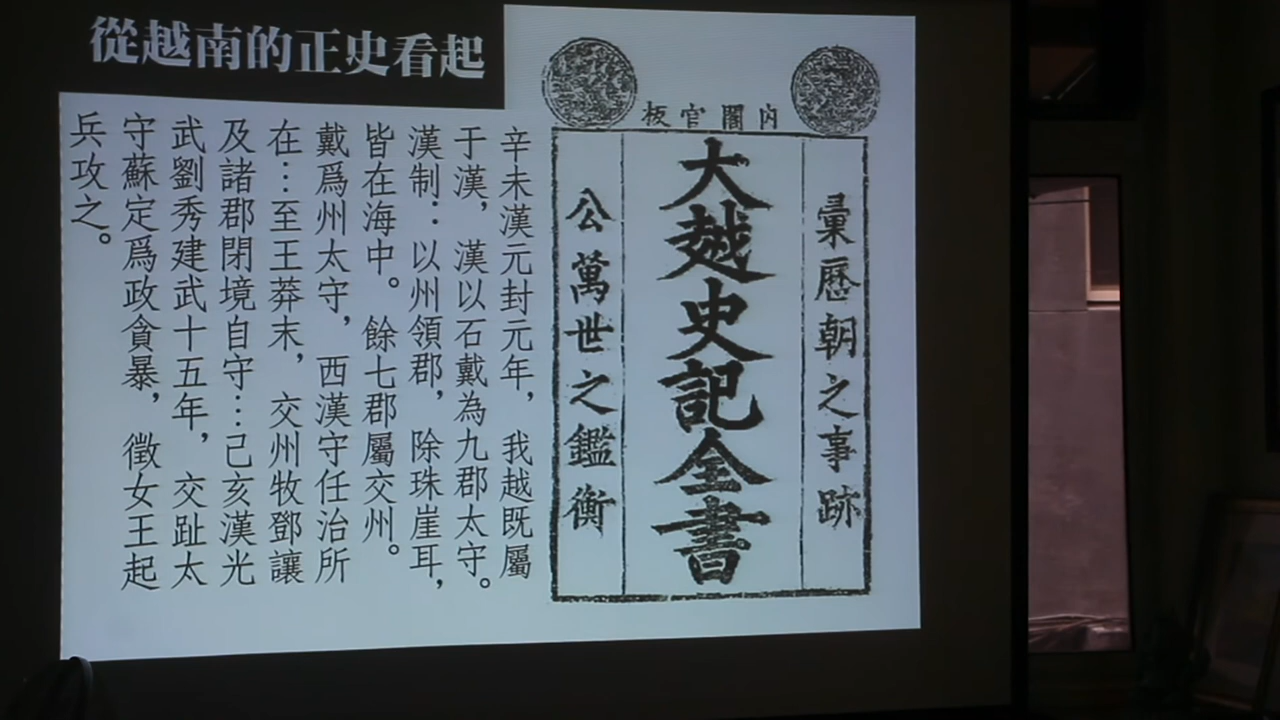 從越南的正史看起
內閣官板
彙歷朝之事跡
大越史記全書
公萬世之鑑衡
辛未漢元封元年，我越既屬
于漢，漢以石戴為九郡太守。
漢制：以州領郡，除珠崖耳，
皆在海中。餘七郡屬交州。
戴爲州太守，西漢守任治所
在…至王莽末，交州牧鄧讓
及諸郡閉境自守…己亥漢光
武劉秀建武十五年，交趾太
守蘇定爲政貪暴，徵女王起
兵攻之。